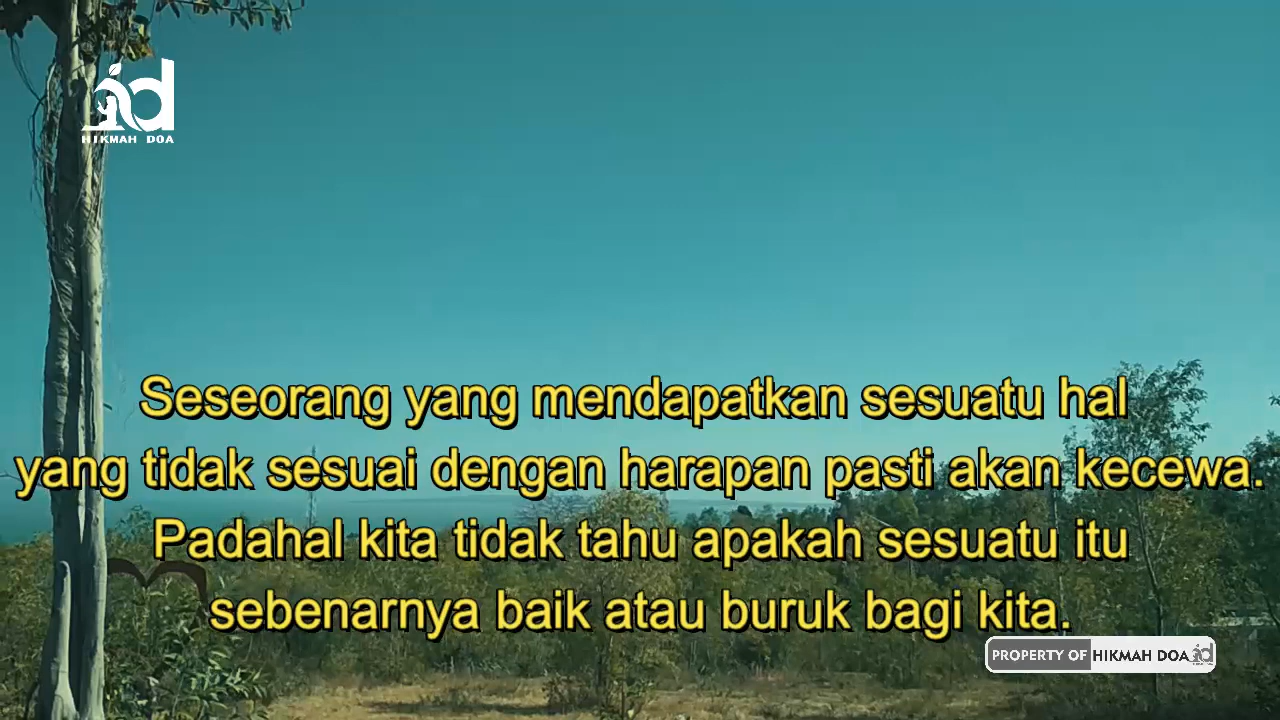 HIKMAH DOA
Seseorang yang mendapatkan sesuatu hal
yang tidak sesuai dengan harapan pasti akan kecewa.
Padahal kita tidak tahu apakah sesuatu itu
sebenarnya baik atau buruk bagi kita.
PROPERTY OF HIKMAH DOA